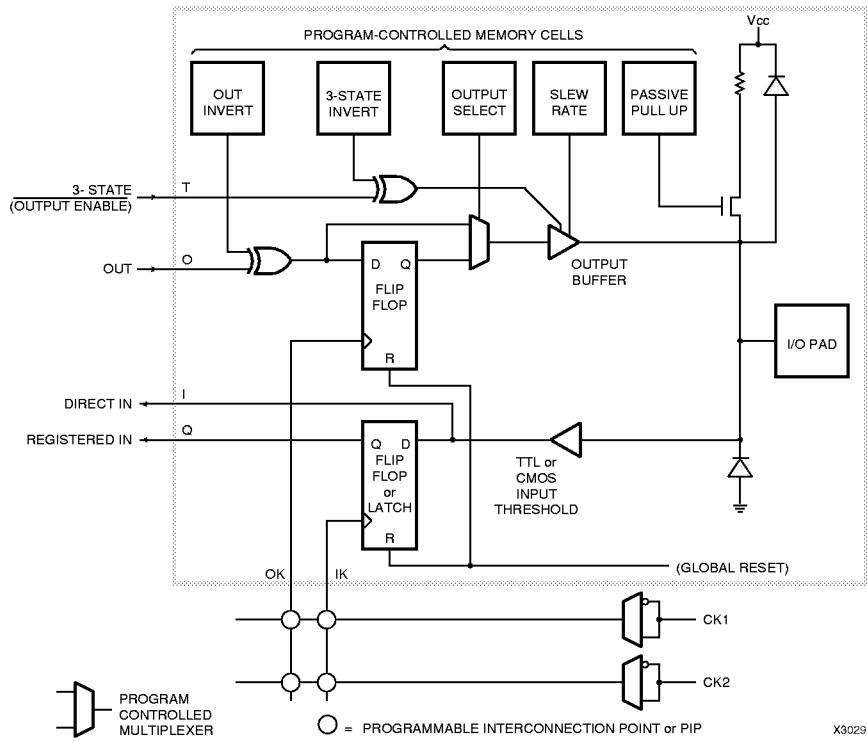 Vcc
PROGRAM-CONTROLLED MEMORY CELLS
OUT
INVERT
3-STATE
INVERT
OUTPUT
SELECT
SLEW
RATE
PASSIVE
PULL UP
3- STATE
(OUTPUT ENABLE)
T
OUT
O
D Q
FLIP
FLOP
R
OUTPUT
BUFFER
I/O PAD
DIRECT IN
I
REGISTERED IN
Q
Q D
FLIP
FLOP
or
LATCH
R
TTL or
CMOS
INPUT
THRESHOLD
OK
IK
(GLOBAL RESET)
CK1
CK2
PROGRAM
CONTROLLED
MULTIPLEXER
= PROGRAMMABLE INTERCONNECTION POINT or PIP
X3029